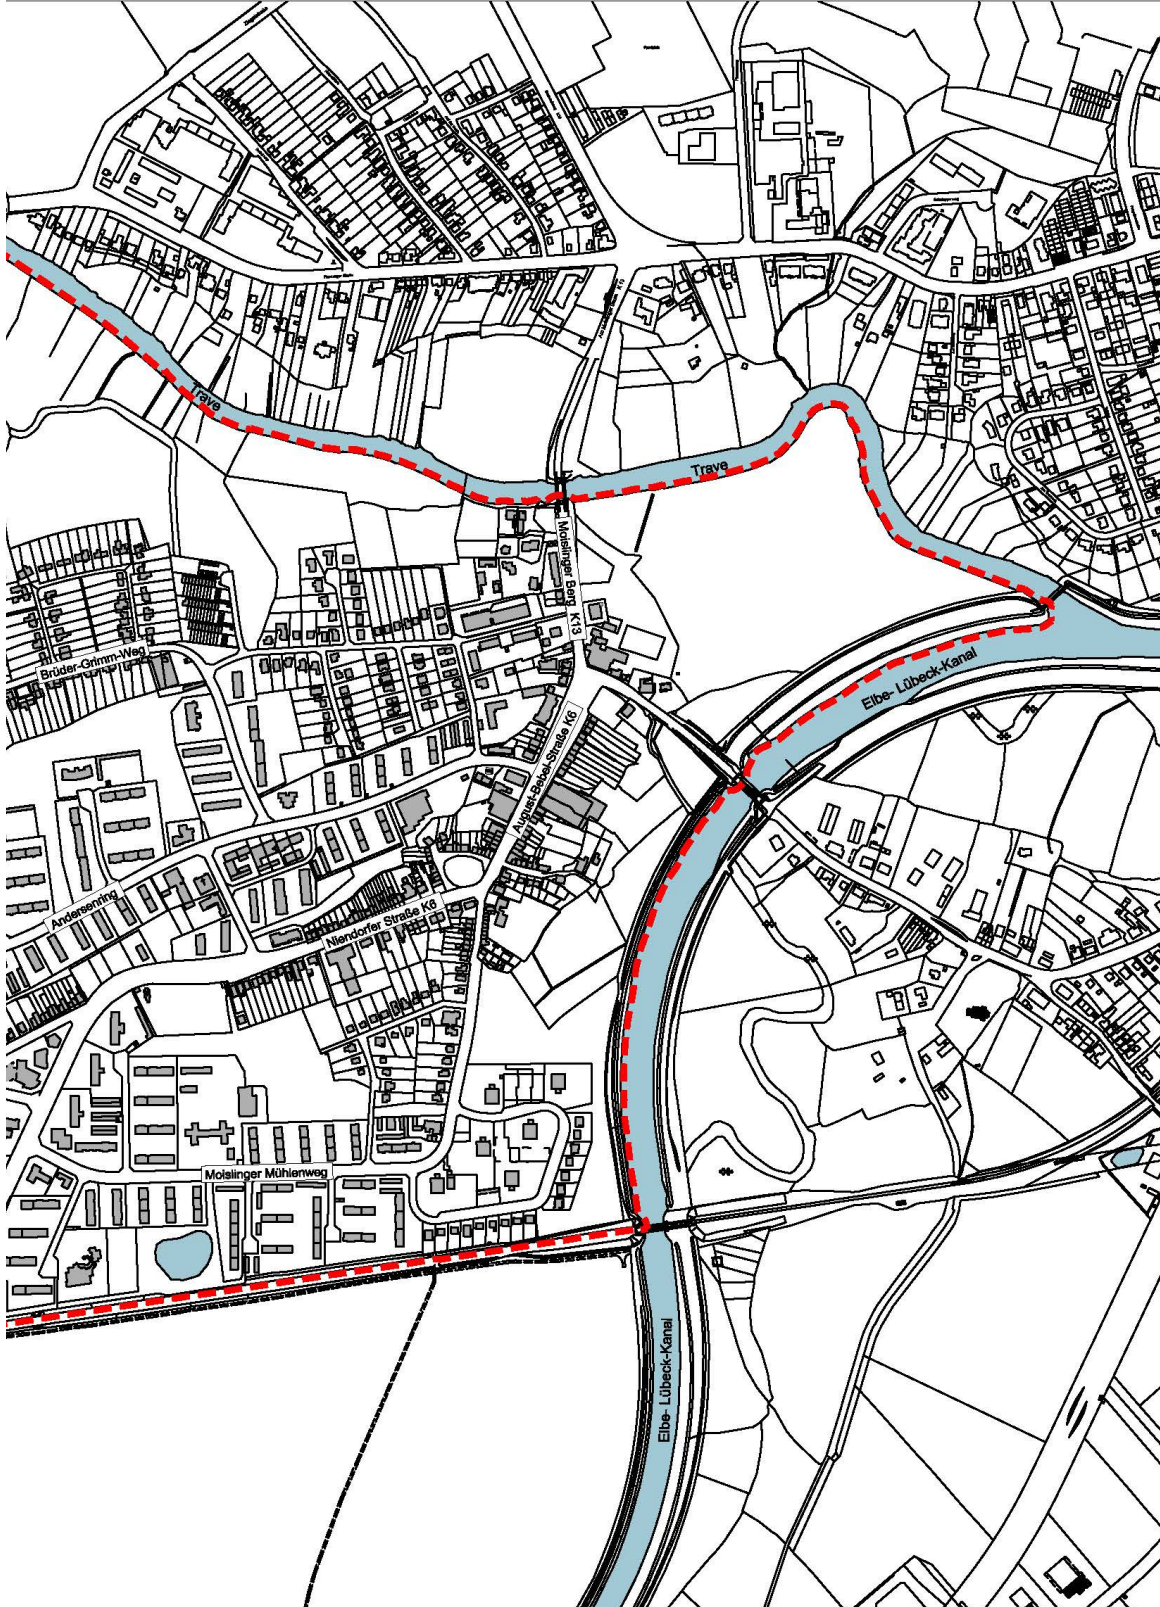 Trave
Trave
Moislinger Berg K13
Brüder-Grimm-Weg
Elbe- Lübeck-Kanal
August-Bebel-Straße K6
Andersenring
Niendorfer Straße K6
Moislinger Mühlenweg
Elbe- Lübeck-Kanal